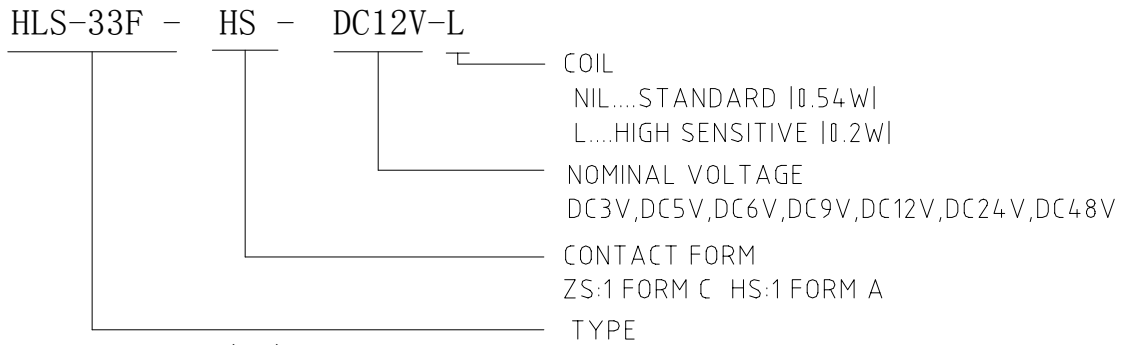 HLS-33F - HS - DC12V-L
COIL
NIL....STANDARD |0.54W|
L....HIGH SENSITIVE |0.2W|
NOMINAL VOLTAGE
DC3V,DC5V,DC6V,DC9V,DC12V,DC24V,DC48V
CONTACT FORM
ZS:1 FORM C HS:1 FORM A
TYPE